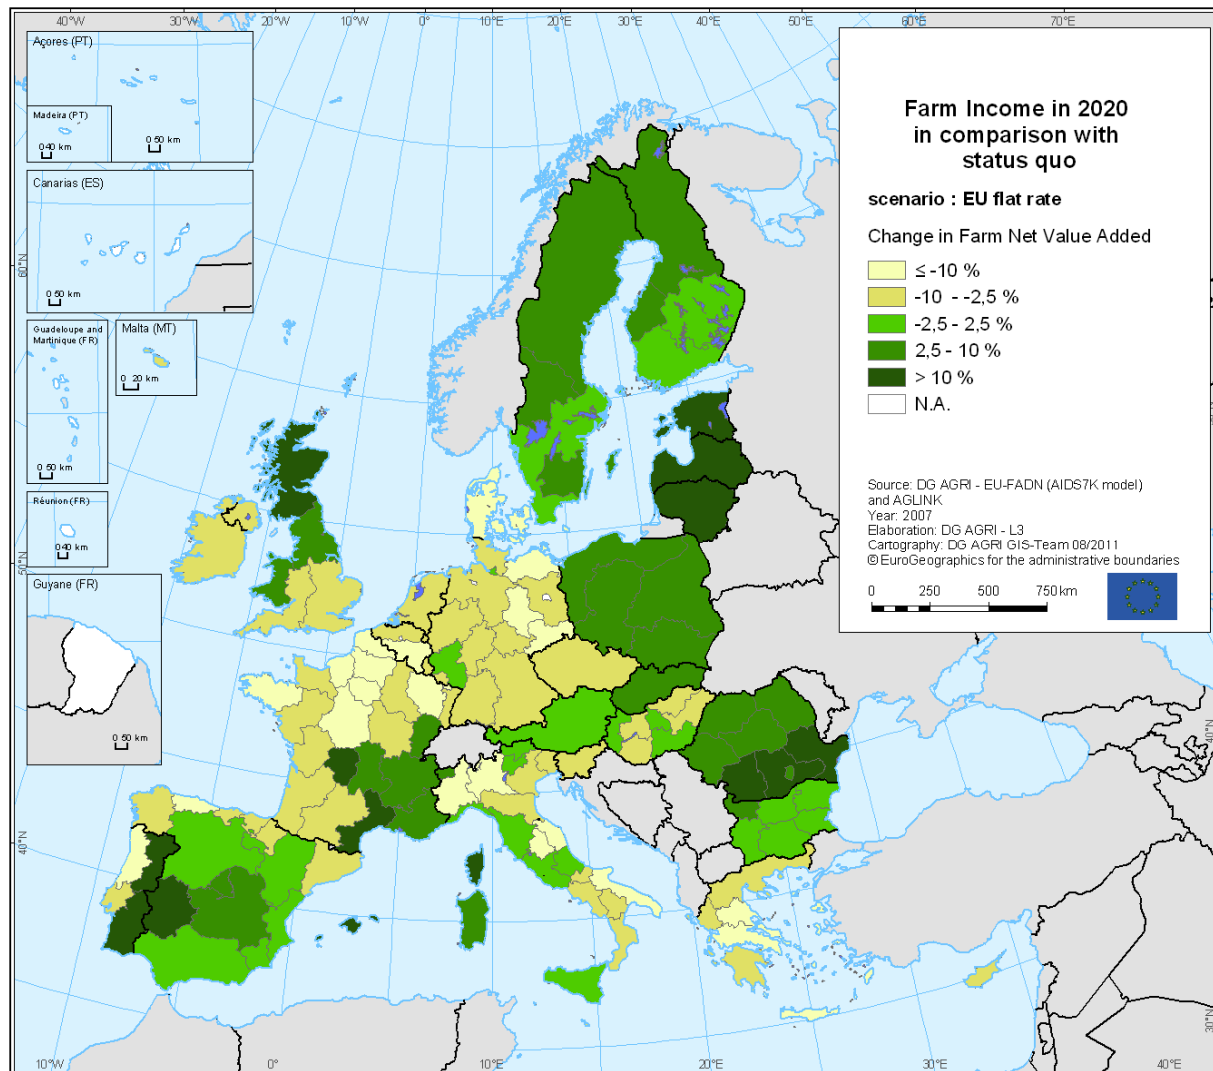 40°W
30°W
20°W
10°W
0°
10°E
20°E
30°E
40°E
50°E
60°E
70°E
Açores (PT)
Madeira (PT)
0 40 km
0 50 km
Canarias (ES)
0 50 km
60°N
Guadeloupe and
Martinique (FR)
0 50 km
Malta (MT)
0 20 km
Réunion (FR)
0 40 km
50°N
Guyane (FR)
0 50 km
40°N
Farm Income in 2020
in comparison with
status quo
scenario : EU flat rate
Change in Farm Net Value Added
≤ -10 %
-10 - -2,5 %
-2,5 - 2,5 %
2,5 - 10 %
> 10 %
N.A.
Source: DG AGRI - EU-FADN (AIDS7K model)
and AGLINK
Year: 2007
Elaboration: DG AGRI - L3
Cartography: DG AGRI GIS-Team 08/2011
© EuroGeographics for the administrative boundaries
0 250 500 750 km
40°N
30°N
10°W
0°
10°E
20°E
30°E
40°E